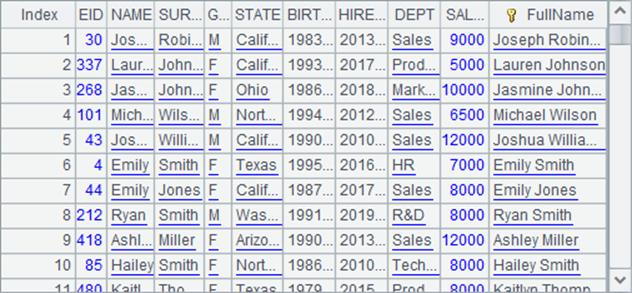 Index EID NAME SUR... G... STATE BIRT... HIRE... DEPT SAL... FullName
1 30 Jos... Robi... M Calif... 1983... 2013... Sales 9000 Joseph Robin...
2 337 Laur... John... F Calif... 1993... 2017... Prod... 5000 Lauren Johnson
3 268 Jas... John... F Ohio 1986... 2018... Mark... 10000 Jasmine John...
4 101 Mich... Wils... M Nort... 1994... 2012... Sales 6500 Michael Wilson
5 43 Jos... Willi... M Calif... 1990... 2010... Sales 12000 Joshua Willia...
6 4 Emily Smith F Texas 1995... 2016... HR 7000 Emily Smith
7 44 Emily Jones F Calif... 1987... 2017... Sales 8000 Emily Jones
8 212 Ryan Smith M Was... 1991... 2019... R&D 8000 Ryan Smith
9 418 Ashl... Miller F Arizo... 1990... 2013... Sales 12000 Ashley Miller
10 85 Hailey Smith F Nort... 1986... 2010... Tech... 8000 Hailey Smith
11 480 Kaitl... Tho... F Texas 1979... 2015... Prod... 8000 Kaitlyn Thomp...